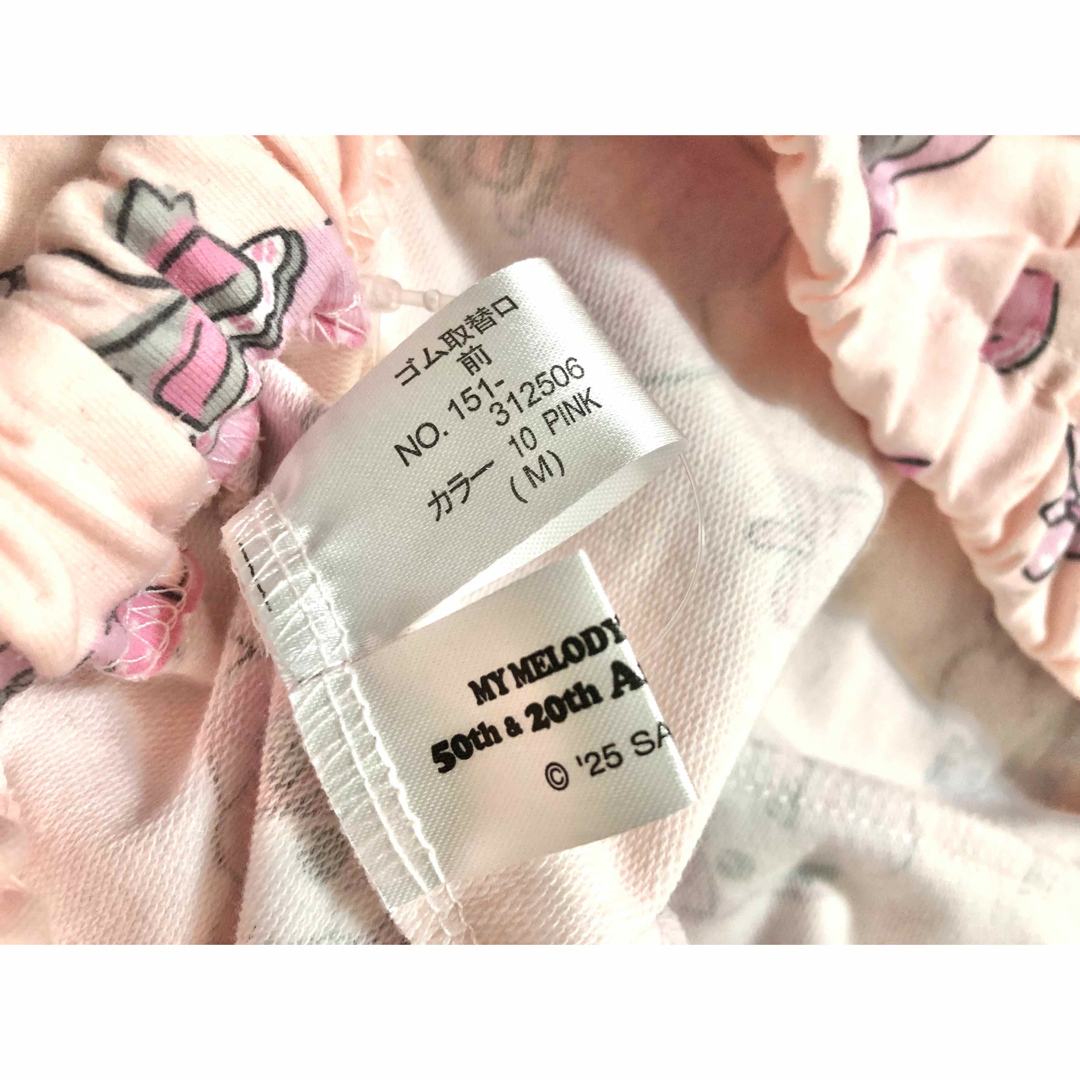 ゴム取替口
前
NO. 151-
312506
カラー 10 PINK
(M)
MY MELODY
50th & 20th
© '25